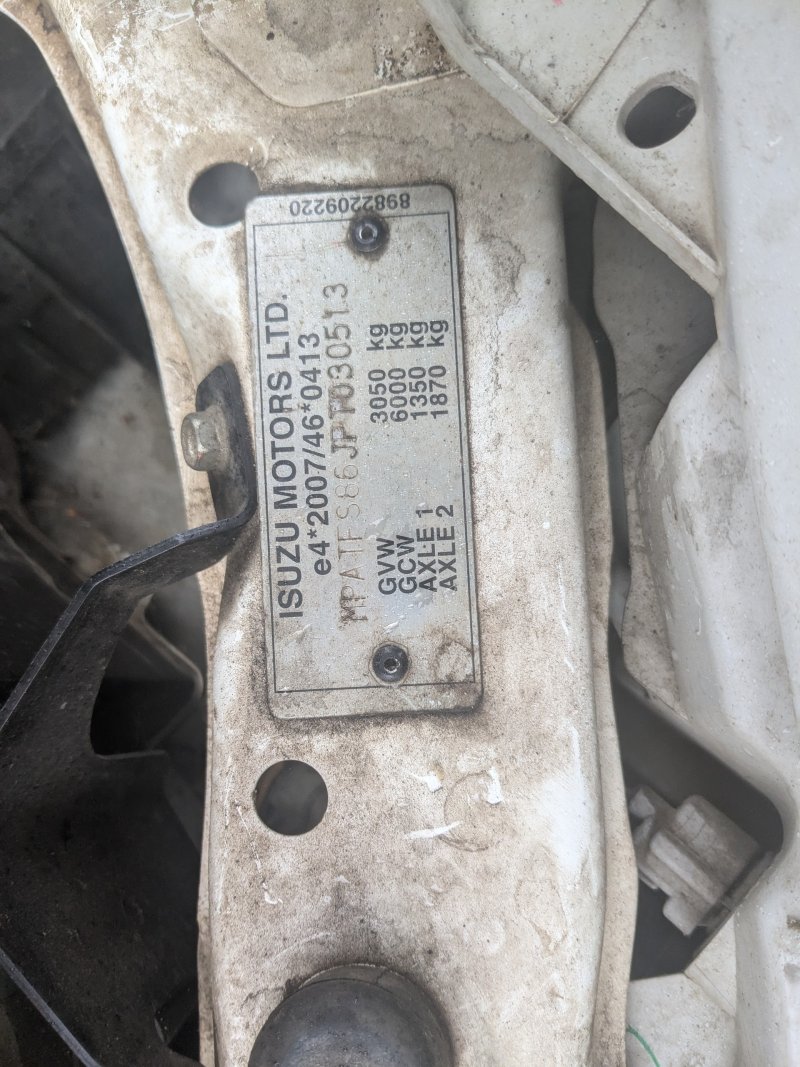 ISUZU MOTORS LTD.
e4*2007/46*0413
MPATFS86JPT030513
GVW 3050 kg
GCW 6000 kg
AXLE 1 1350 kg
AXLE 2 1870 kg
8982209220